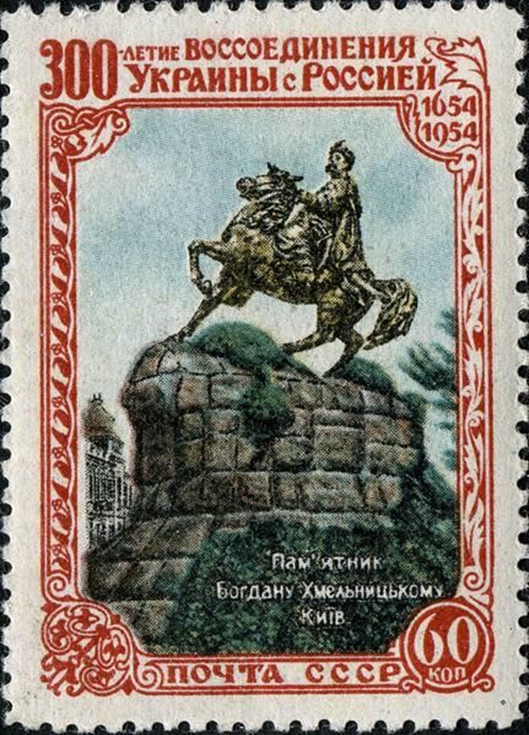 300-летие ВОССОЕДИНЕНИЯ
УКРАИНЫ с РОССИЕЙ
1654
1954
Пам'ятник
Богдану Хмельницькому
Київ
ПОЧТА СССР
60
КОП